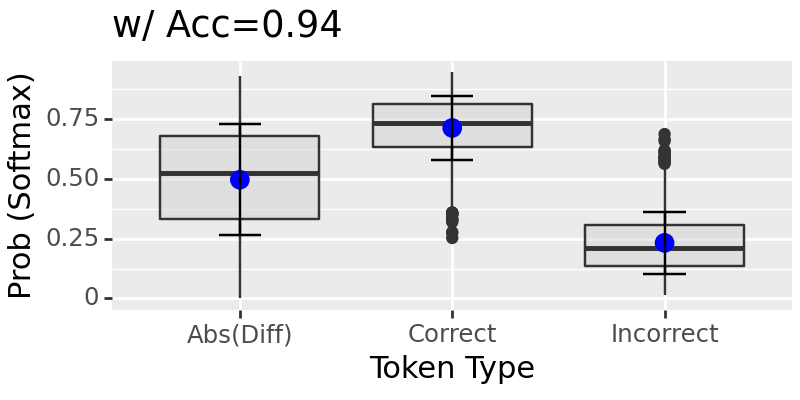 w/ Acc=0.94
Prob (Softmax)
0.75
0.50
0.25
0
Abs(Diff)
Correct
Incorrect
Token Type